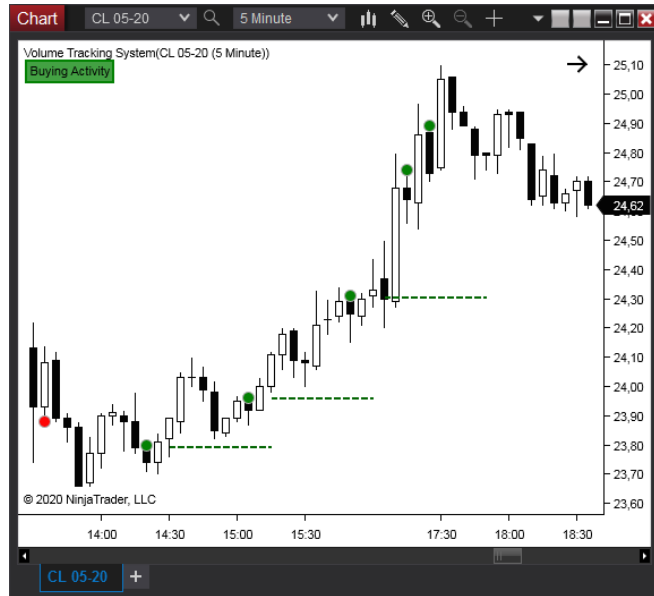 Chart CL 05-20 5 Minute
Volume Tracking System(CL 05-20 (5 Minute))
Buying Activity
25,10
25,00
24,90
24,80
24,70
24,62
24,50
24,40
24,30
24,20
24,10
24,00
23,90
23,80
23,70
23,60
© 2020 NinjaTrader, LLC
14:00 14:30 15:00 15:30 17:30 18:00 18:30
CL 05-20 +